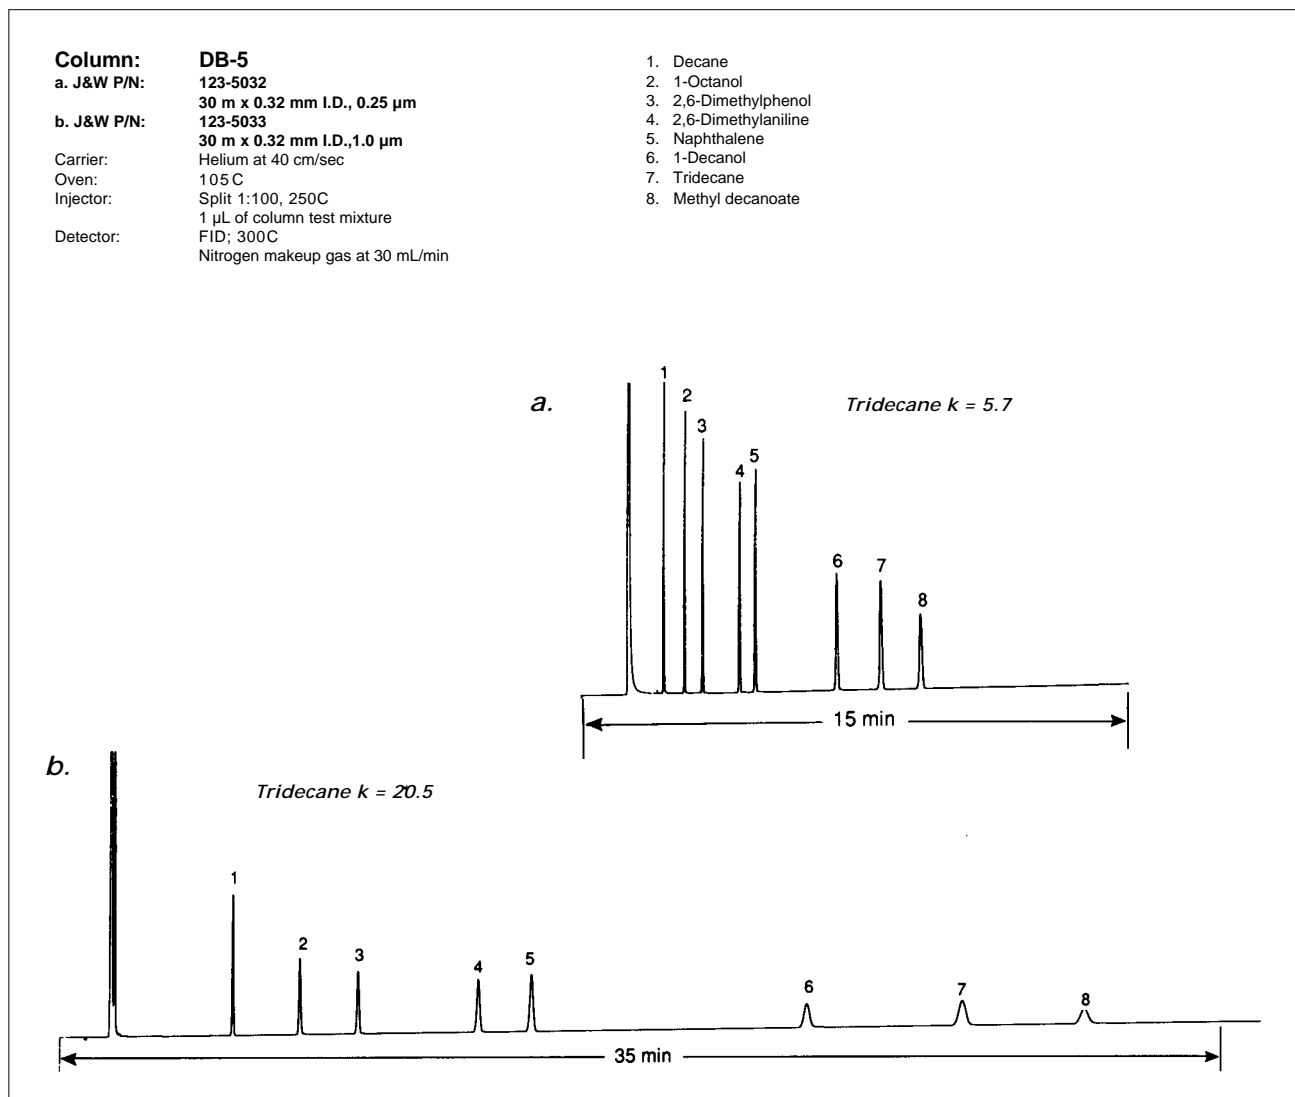 Column: DB-5
a. J&W P/N: 123-5032
30 m x 0.32 mm I.D., 0.25 µm
b. J&W P/N: 123-5033
30 m x 0.32 mm I.D.,1.0 µm
Carrier: Helium at 40 cm/sec
Oven: 105 C
Injector: Split 1:100, 250C
1 µL of column test mixture
Detector: FID; 300C
Nitrogen makeup gas at 30 mL/min
1. Decane
2. 1-Octanol
3. 2,6-Dimethylphenol
4. 2,6-Dimethylaniline
5. Naphthalene
6. 1-Decanol
7. Tridecane
8. Methyl decanoate
a.
Tridecane k = 5.7
1
2
3
4
5
6
7
8
15 min
b.
Tridecane k = 20.5
1
2
3
4
5
6
7
8
35 min